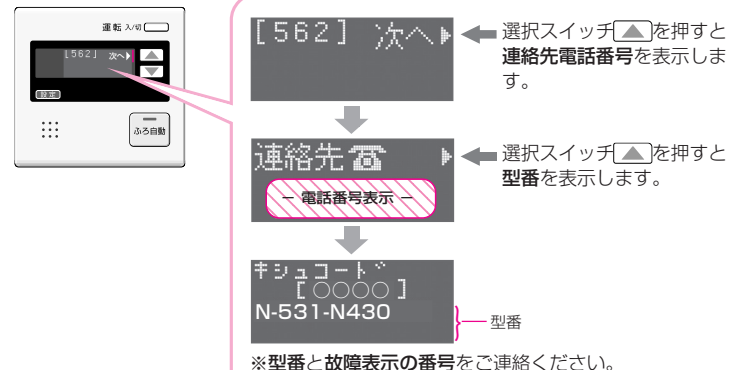 運転 入/切
[562] 次へ
設定
ふろ自動
[562] 次へ
選択スイッチ▲を押すと
連絡先電話番号を表示しま
す。
連絡先☎
− 電話番号表示 −
選択スイッチ▲を押すと
型番を表示します。
キシュコード
[○○○○]
N-531-N430
型番
※型番と故障表示の番号をご連絡ください。